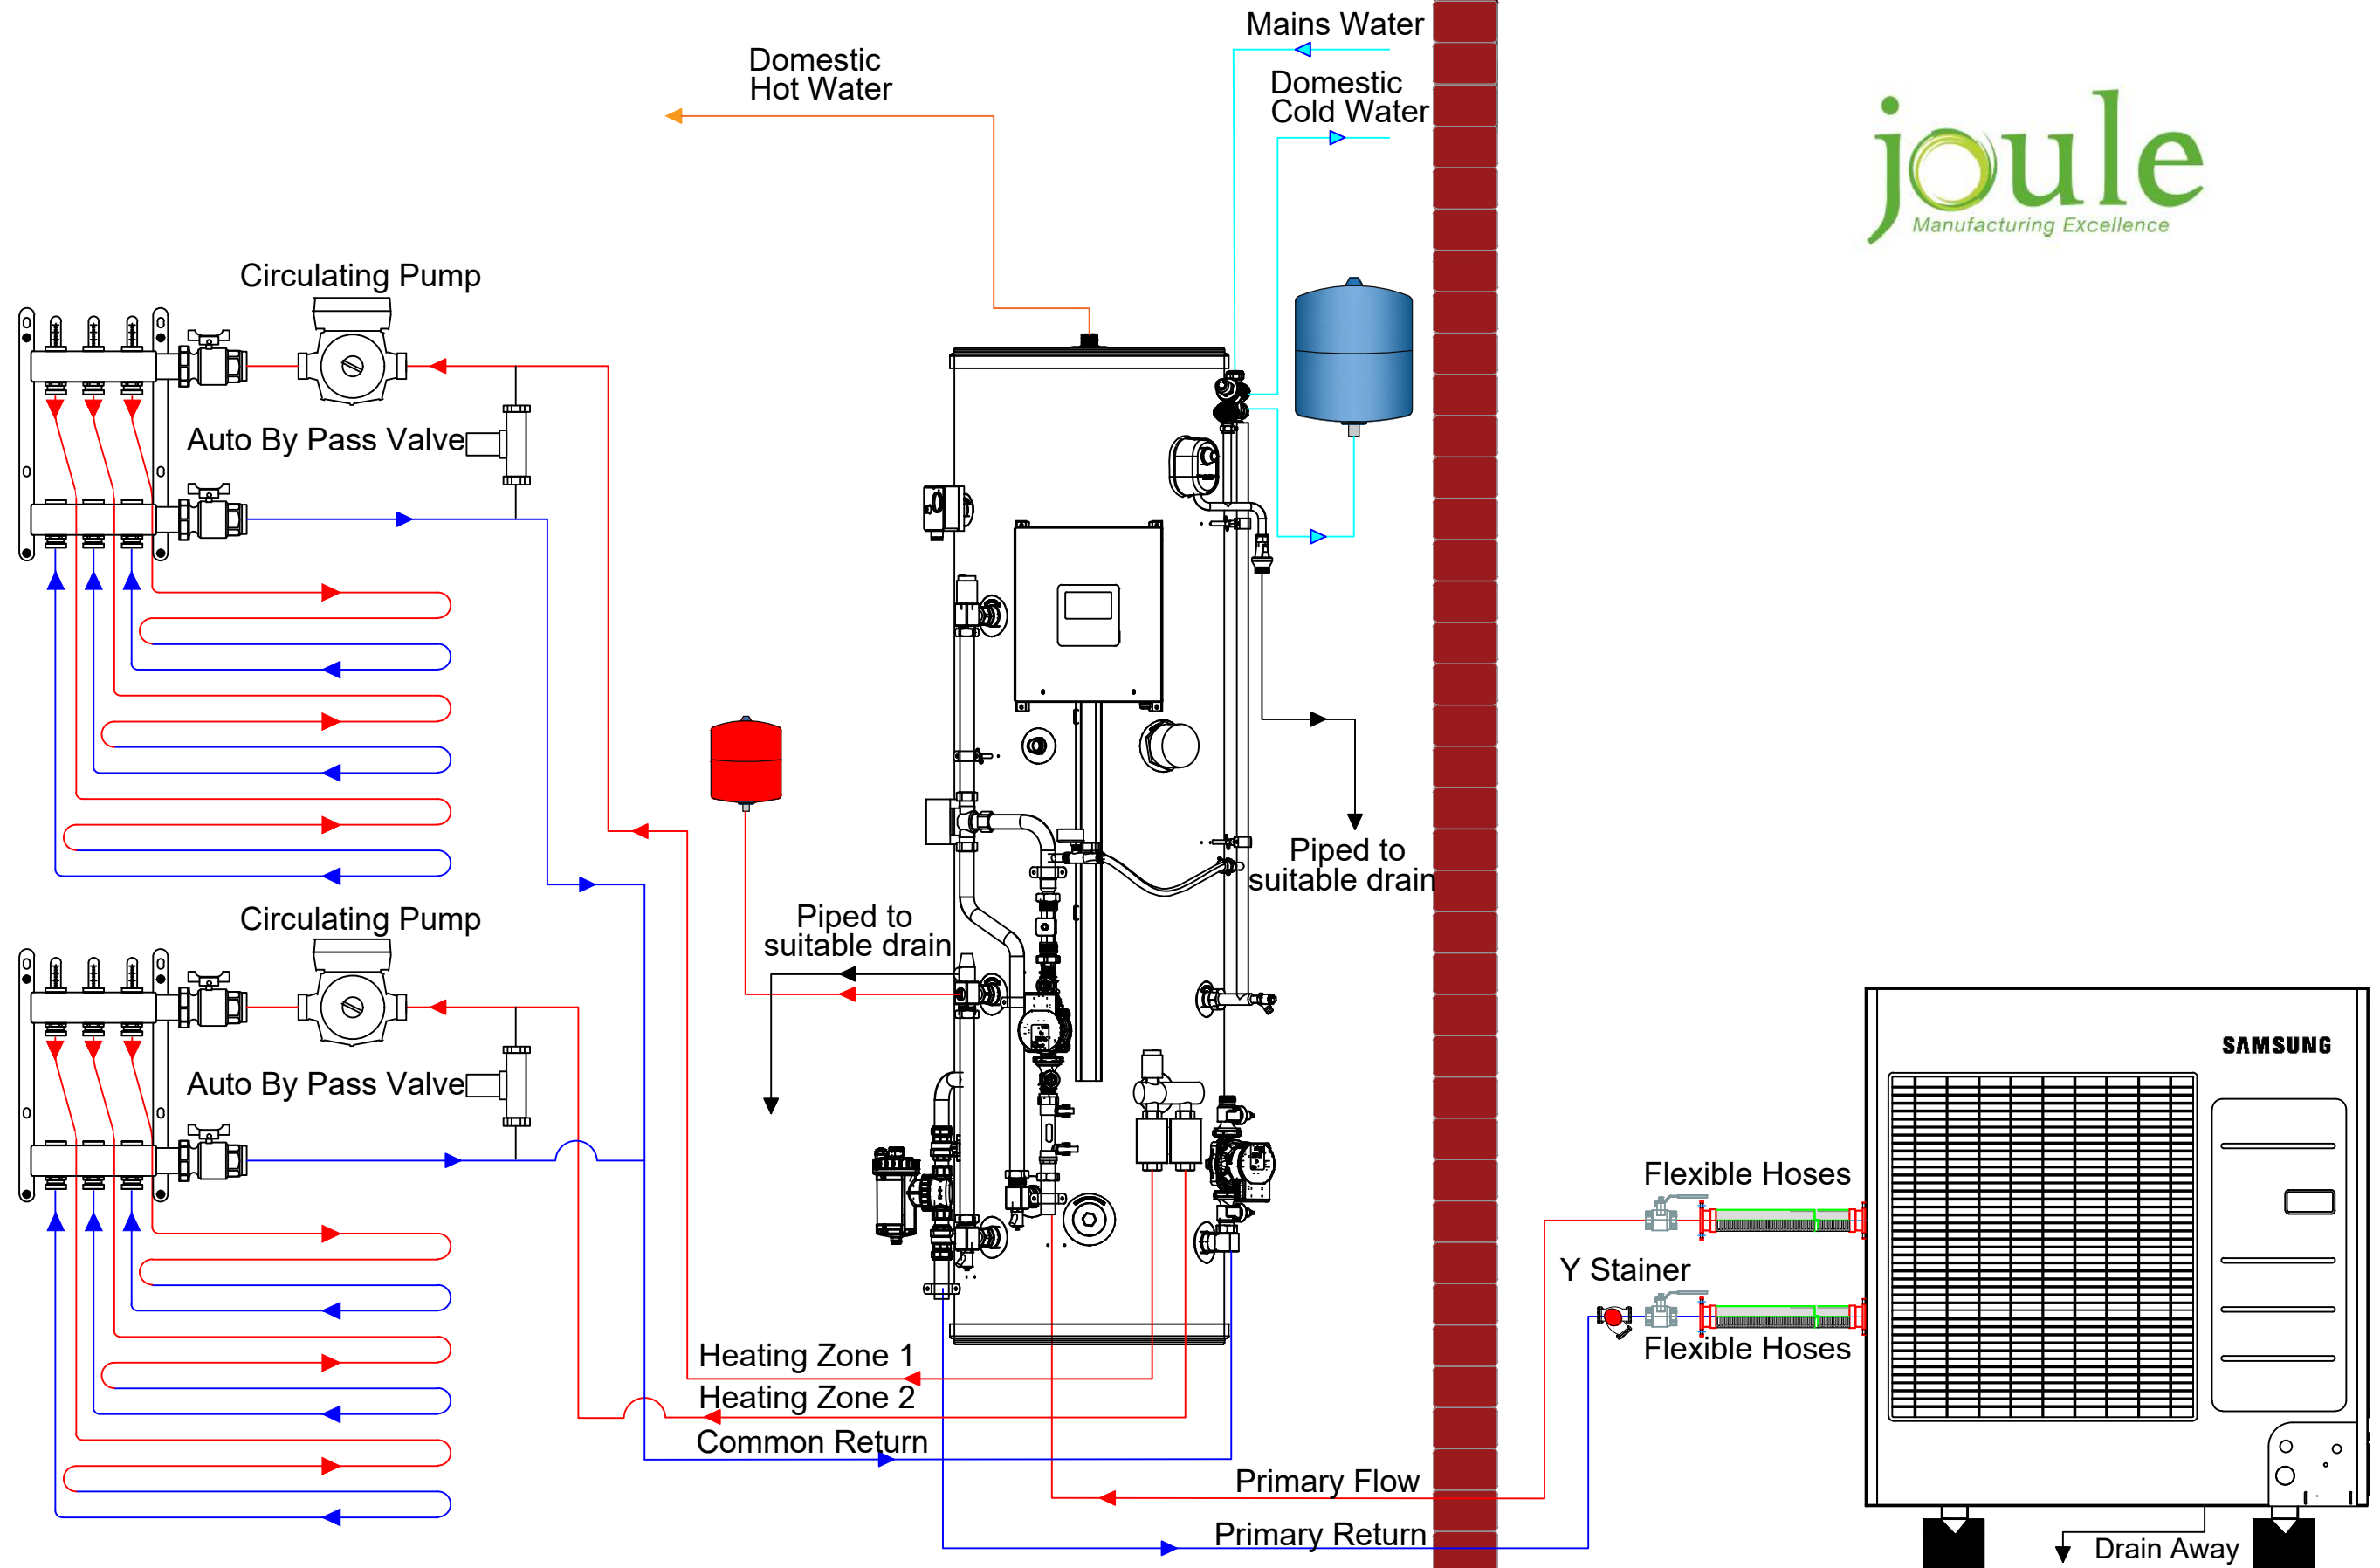 Mains Water
Domestic
Hot Water
Domestic
Cold Water
joule
Manufacturing Excellence
Circulating Pump
Auto By Pass Valve
Piped to
suitable drain
Circulating Pump
Piped to
suitable drain
SAMSUNG
Auto By Pass Valve
Flexible Hoses
Y Stainer
Flexible Hoses
Heating Zone 1
Heating Zone 2
Common Return
Primary Flow
Primary Return
Drain Away